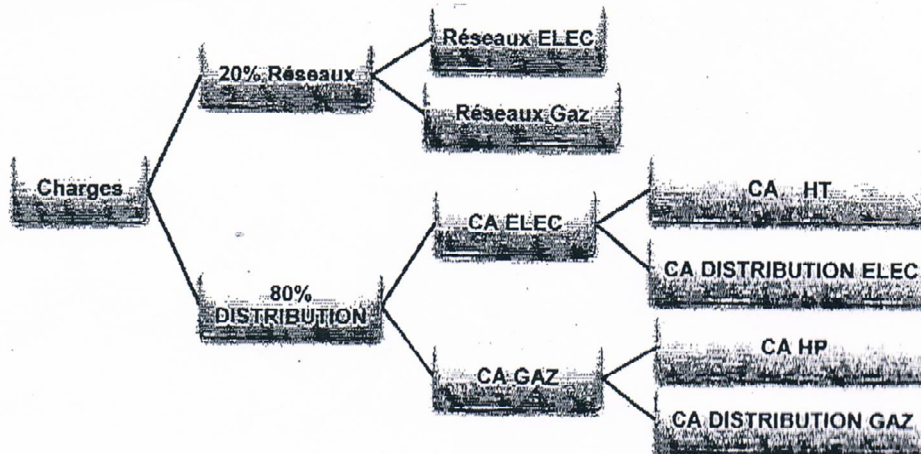 Charges
20% Réseaux
Réseaux ELEC
Réseaux Gaz
80%
DISTRIBUTION
CA ELEC
CA HT
CA DISTRIBUTION ELEC
CA GAZ
CA HP
CA DISTRIBUTION GAZ